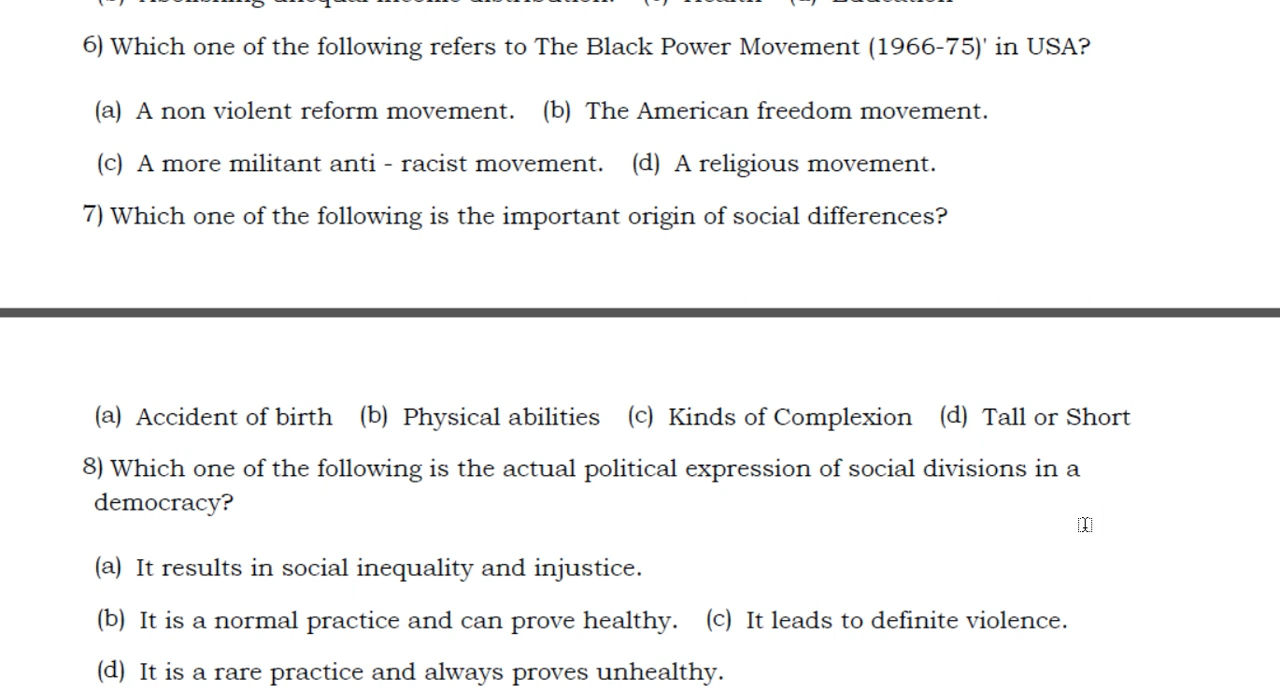 6) Which one of the following refers to The Black Power Movement (1966-75)' in USA?
(a) A non violent reform movement. (b) The American freedom movement.
(c) A more militant anti - racist movement. (d) A religious movement.
7) Which one of the following is the important origin of social differences?
(a) Accident of birth (b) Physical abilities (c) Kinds of Complexion (d) Tall or Short
8) Which one of the following is the actual political expression of social divisions in a
democracy?
(a) It results in social inequality and injustice.
(b) It is a normal practice and can prove healthy. (c) It leads to definite violence.
(d) It is a rare practice and always proves unhealthy.